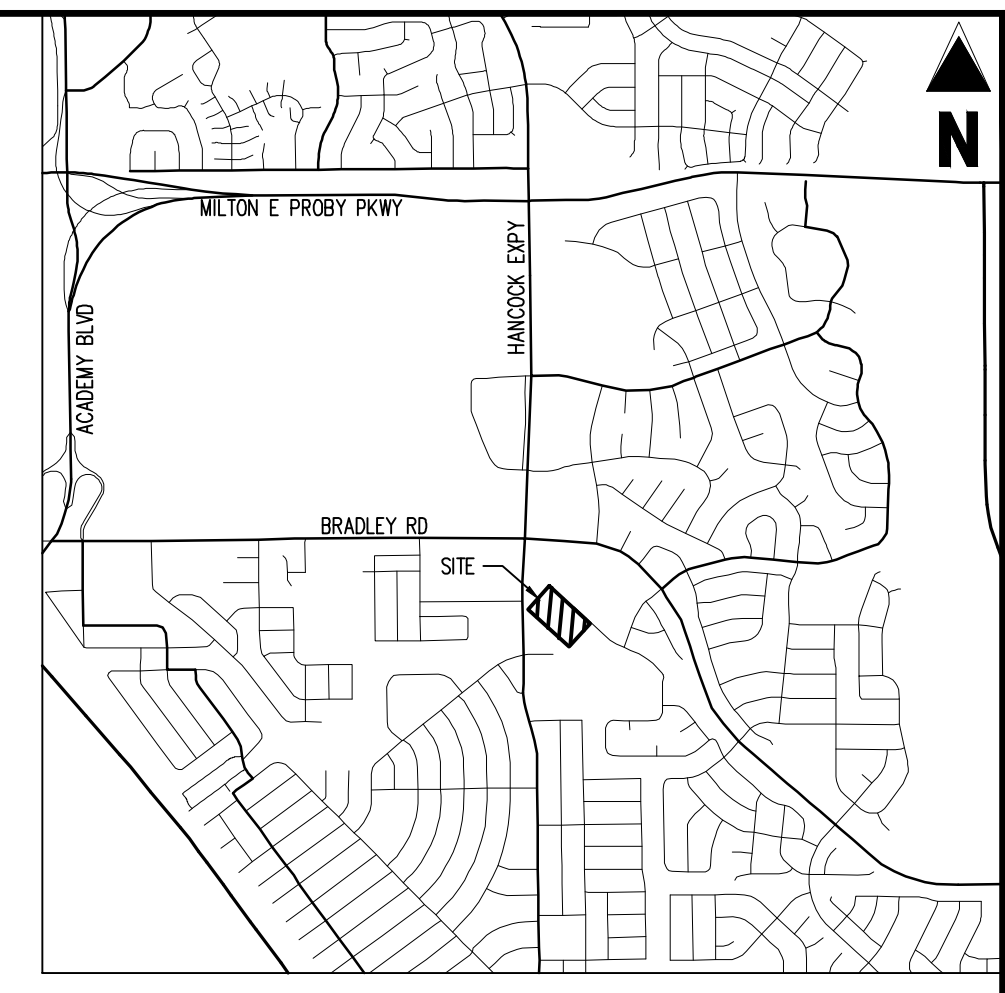 N
MILTON E PROBY PKWY
HANCOCK EXPY
ACADEMY BLVD
BRADLEY RD
SITE